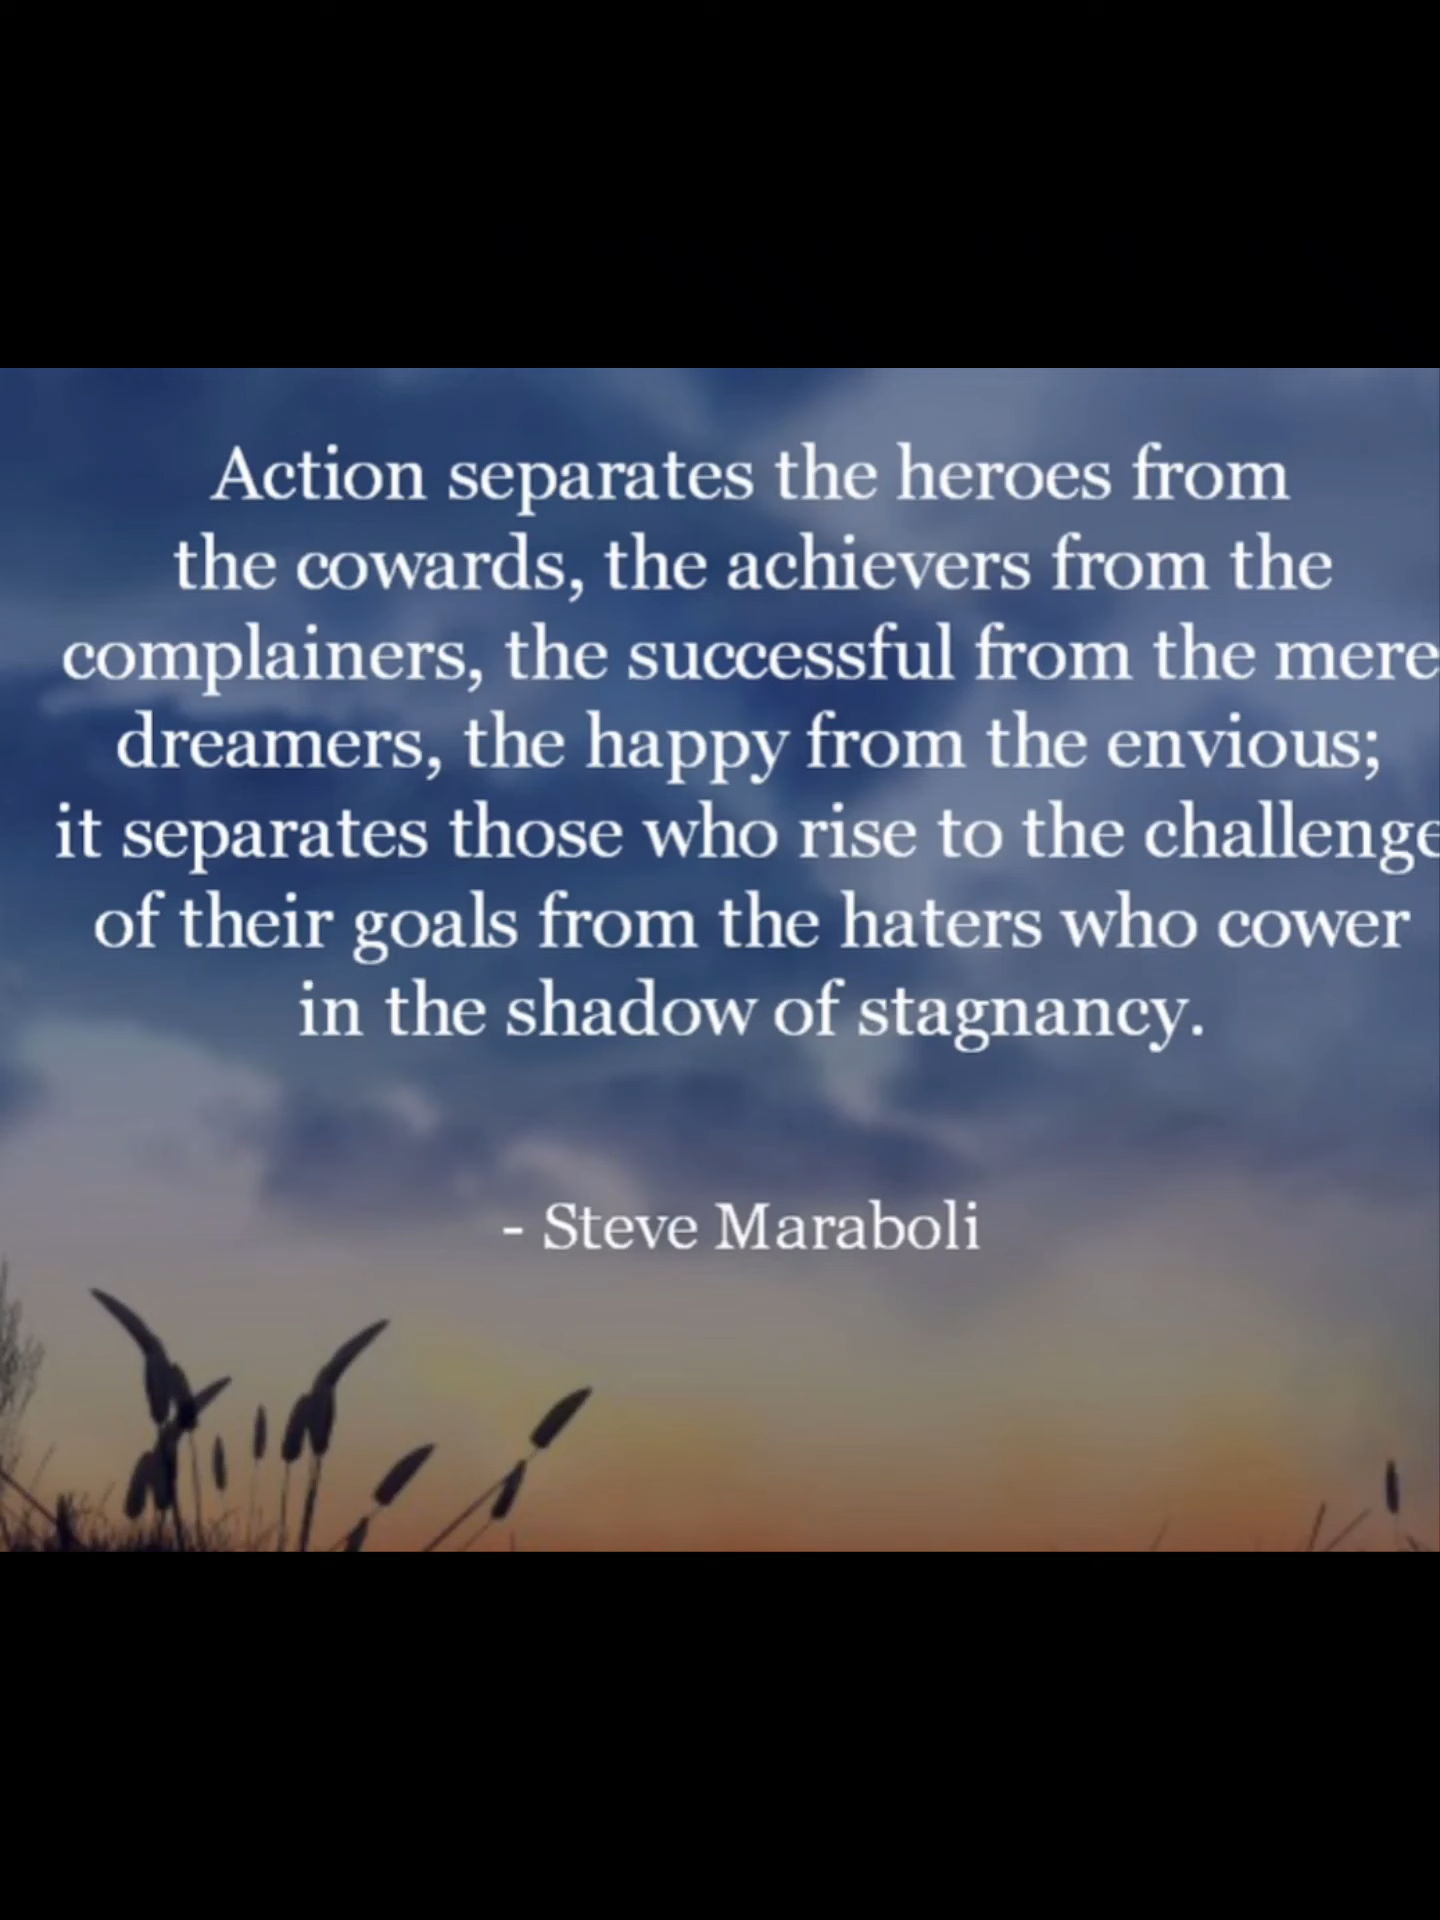 Action separates the heroes from
the cowards, the achievers from the
complainers, the successful from the mere
dreamers, the happy from the envious;
it separates those who rise to the challenge
of their goals from the haters who cower
in the shadow of stagnancy.
- Steve Maraboli